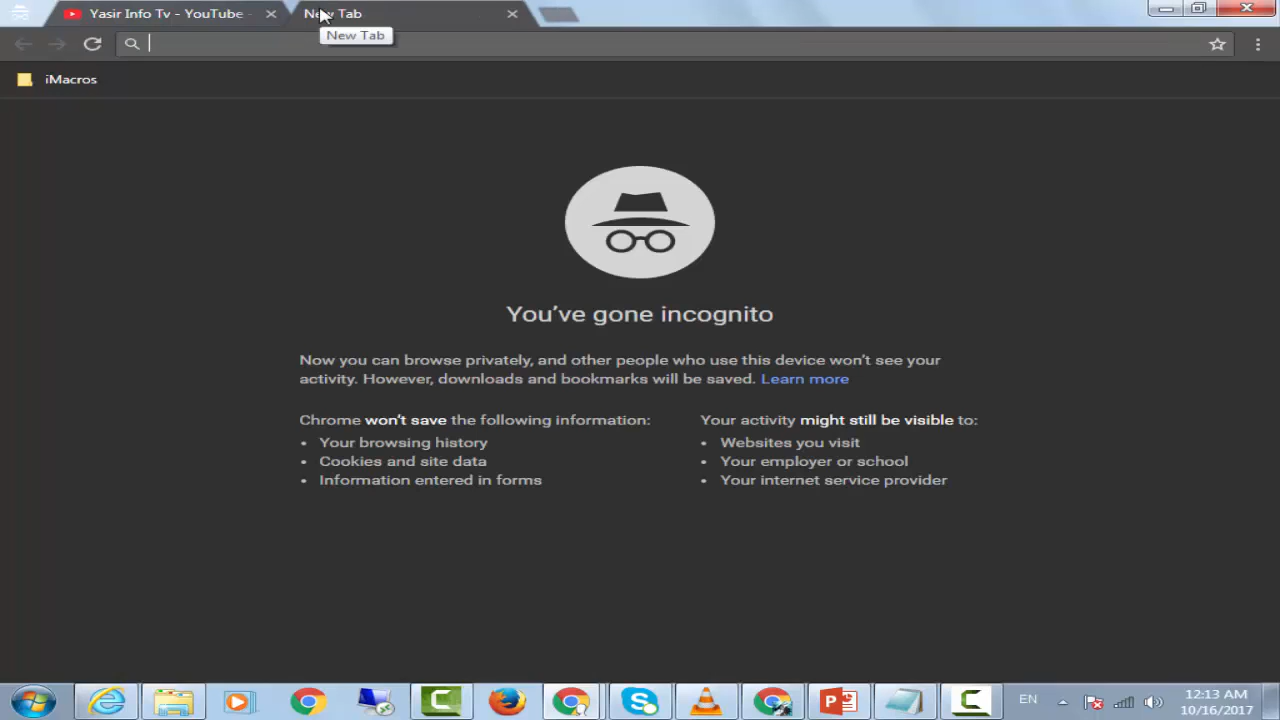 Yasir Info Tv - YouTube -
New Tab
New Tab
iMacros
You've gone incognito
Now you can browse privately, and other people who use this device won't see your
activity. However, downloads and bookmarks will be saved. Learn more
Chrome won't save the following information:
• Your browsing history
• Cookies and site data
• Information entered in forms
Your activity might still be visible to:
• Websites you visit
• Your employer or school
• Your internet service provider
EN
12:13 AM
10/16/2017